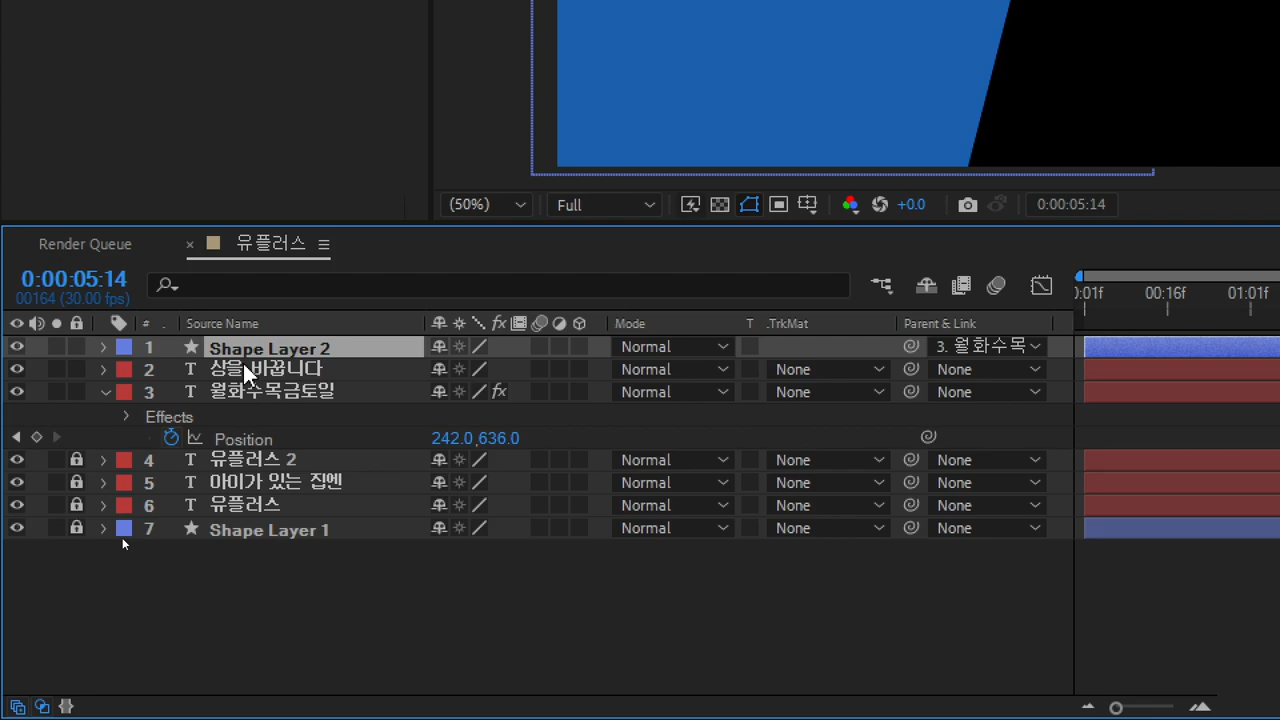 (50%) Full +0.0 0:00:05:14
Render Queue × 유플러스
0:00:05:14
00164 (30.00 fps)
):01f 00:16f 01:01f
# . Source Name fx Mode T .TrkMat Parent & Link
1 Shape Layer 2 Normal 3. 월화수목
2 T 상을 바꿉니다 Normal None None
3 T 월화수목금토일 fx Normal None None
Effects
Position 242.0,636.0
4 T 유플러스 2 Normal None None
5 T 아이가 있는 집엔 Normal None None
6 T 유플러스 Normal None None
7 Shape Layer 1 Normal None None